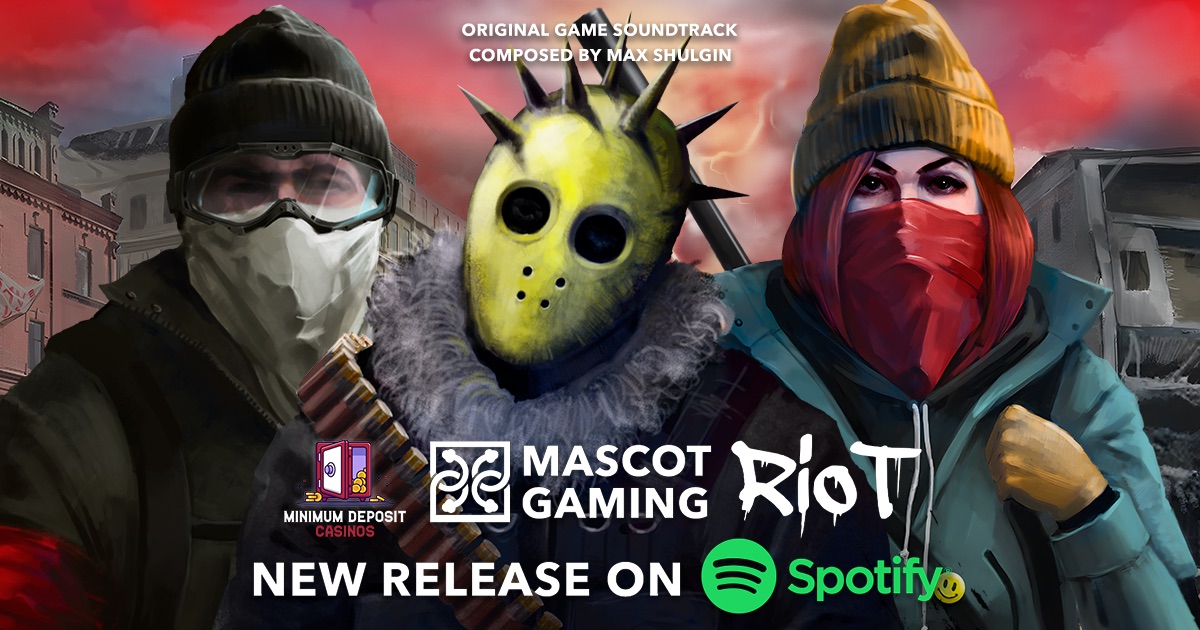 ORIGINAL GAME SOUNDTRACK
COMPOSED BY MAX SHULGIN
MINIMUM DEPOSIT
CASINOS
MASCOT
GAMING
RioT
NEW RELEASE ON
Spotify